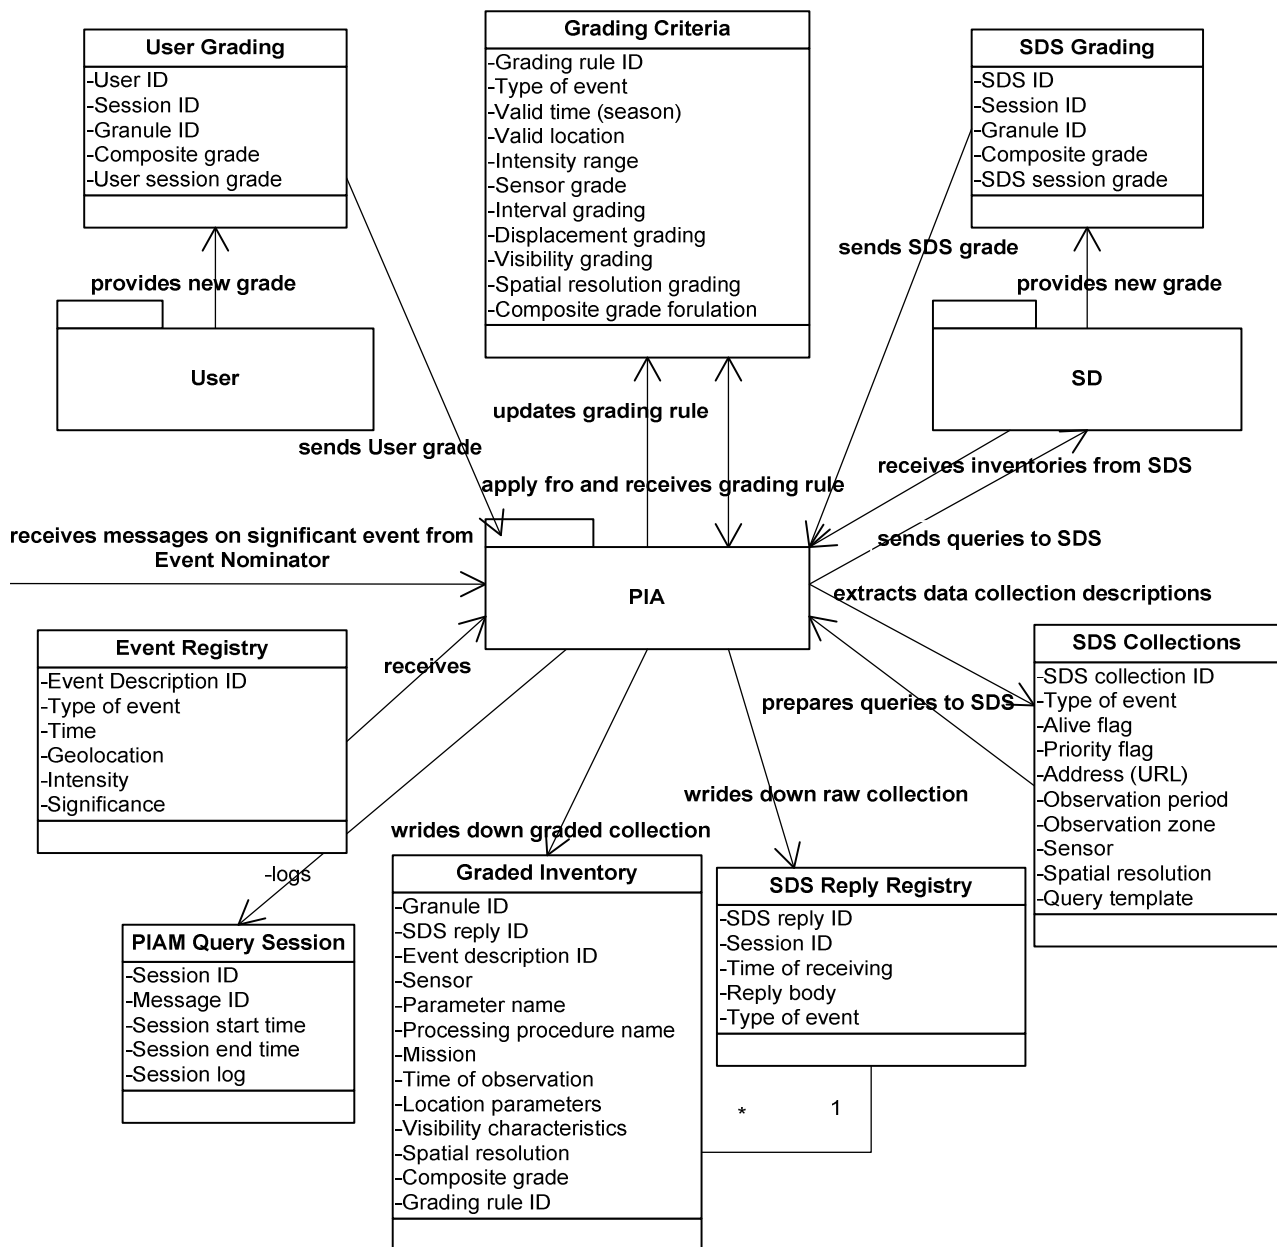 User Grading
-User ID
-Session ID
-Granule ID
-Composite grade
-User session grade
Grading Criteria
-Grading rule ID
-Type of event
-Valid time (season)
-Valid location
-Intensity range
-Sensor grade
-Interval grading
-Displacement grading
-Visibility grading
-Spatial resolution grading
-Composite grade forulation
SDS Grading
-SDS ID
-Session ID
-Granule ID
-Composite grade
-SDS session grade
provides new grade
sends SDS grade
provides new grade
User
SD
updates grading rule
sends User grade
apply fro and receives grading rule
receives inventories from SDS
receives messages on significant event from
Event Nominator
sends queries to SDS
PIA
extracts data collection descriptions
Event Registry
-Event Description ID
-Type of event
-Time
-Geolocation
-Intensity
-Significance
receives
SDS Collections
-SDS collection ID
-Type of event
-Alive flag
-Priority flag
-Address (URL)
-Observation period
-Observation zone
-Sensor
-Spatial resolution
-Query template
prepares queries to SDS
wrides down raw collection
wrides down graded collection
-logs
PIAM Query Session
-Session ID
-Message ID
-Session start time
-Session end time
-Session log
Graded Inventory
-Granule ID
-SDS reply ID
-Event description ID
-Sensor
-Parameter name
-Processing procedure name
-Mission
-Time of observation
-Location parameters
-Visibility characteristics
-Spatial resolution
-Composite grade
-Grading rule ID
SDS Reply Registry
-SDS reply ID
-Session ID
-Time of receiving
-Reply body
-Type of event
* 1